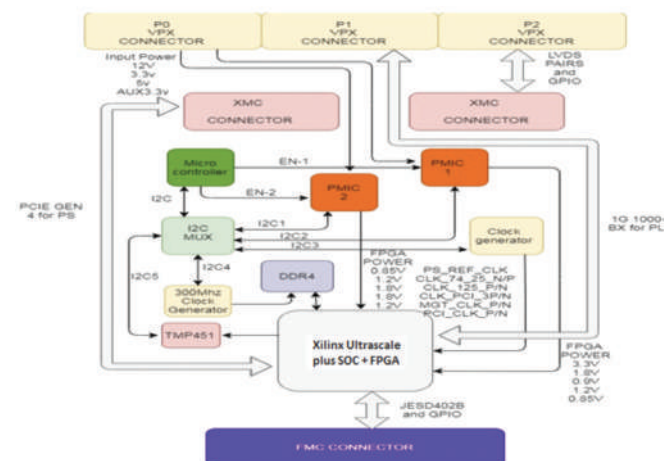 P0
VPX
CONNECTOR
P1
VPX
CONNECTOR
P2
VPX
CONNECTOR
Input Power
12V
3.3v
5v
AUX3.3v
LVDS
PAIRS
and
GPIO
XMC
CONNECTOR
XMC
CONNECTOR
Micro
controller
EN-1
PMIC
1
EN-2
PMIC
2
I2C
PCIE GEN
4 for PS
I2C
MUX
I2C1
I2C2
I2C3
Clock
generator
1G 1000-
BX for PL
I2C5
I2C4
DDR4
300Mhz
Clock
Generator
FPGA
POWER
0.85V
1.2V
1.8V
1.8V
1.2V
PS_REF_CLK
CLK_74_25_N/P
CLK_125_P/N
CLK_PCI_3P/N
MGT_CLK_P/N
PCI_CLK_P/N
TMP451
Xilinx Ultrascale
plus SOC + FPGA
FPGA
POWER
3.3V
1.8V
0.9V
1.2V
0.85V
JESD402B
and GPIO
FMC CONNECTOR